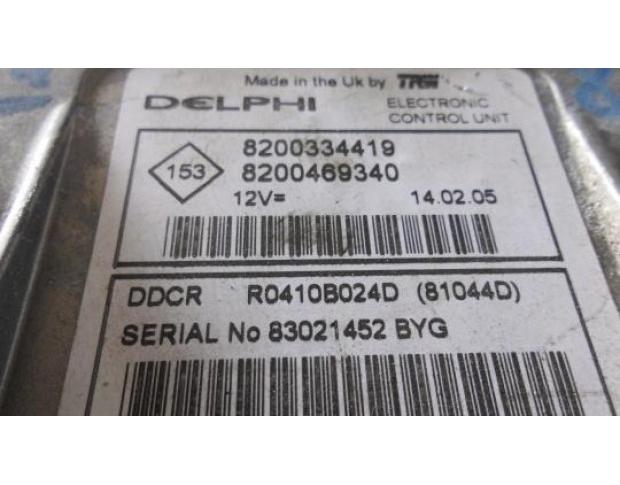 Made in the Uk by TRW
DELPHI
ELECTRONIC
CONTROL UNIT
153
8200334419
8200469340
12V=
14.02.05
DDCR R0410B024D (81044D)
SERIAL No 83021452 BYG